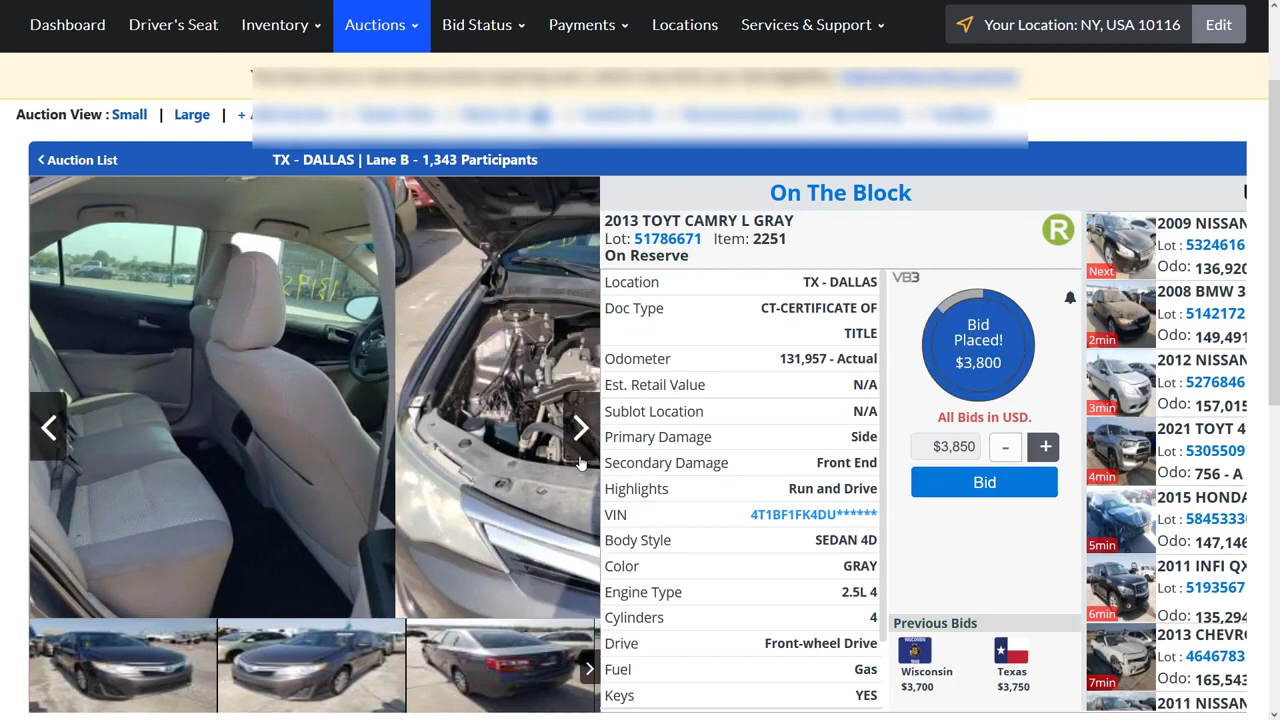 Dashboard Driver's Seat Inventory Auctions Bid Status Payments Locations Services & Support Your Location: NY, USA 10116 Edit
Auction View : Small | Large | +
Auction List TX - DALLAS | Lane B - 1,343 Participants
On The Block
2013 TOYT CAMRY L GRAY
Lot: 51786671 Item: 2251
On Reserve
R
Location TX - DALLAS
Doc Type CT-CERTIFICATE OF
TITLE
Odometer 131,957 - Actual
Est. Retail Value N/A
Sublot Location N/A
Primary Damage Side
Secondary Damage Front End
Highlights Run and Drive
VIN 4T1BF1FK4DU******
Body Style SEDAN 4D
Color GRAY
Engine Type 2.5L 4
Cylinders 4
Drive Front-wheel Drive
Fuel Gas
Keys YES
VB3
Bid
Placed!
$3,800
All Bids in USD.
$3,850 - +
Bid
Previous Bids
WISCONSIN
1848
Wisconsin Texas
$3,700 $3,750
2009 NISSAN
Lot : 5324616
Odo: 136,920
Next
2008 BMW 3
Lot : 5142172
Odo: 149,491
2min
2012 NISSAN
Lot : 5276846
Odo: 157,015
3min
2021 TOYT 4
Lot : 5305509
Odo: 756 - A
4min
2015 HONDA
Lot : 5845333
Odo: 147,146
5min
2011 INFI QX
Lot : 5193567
Odo: 135,294
6min
2013 CHEVR
Lot : 4646783
Odo: 165,543
7min
2011 NISSAN